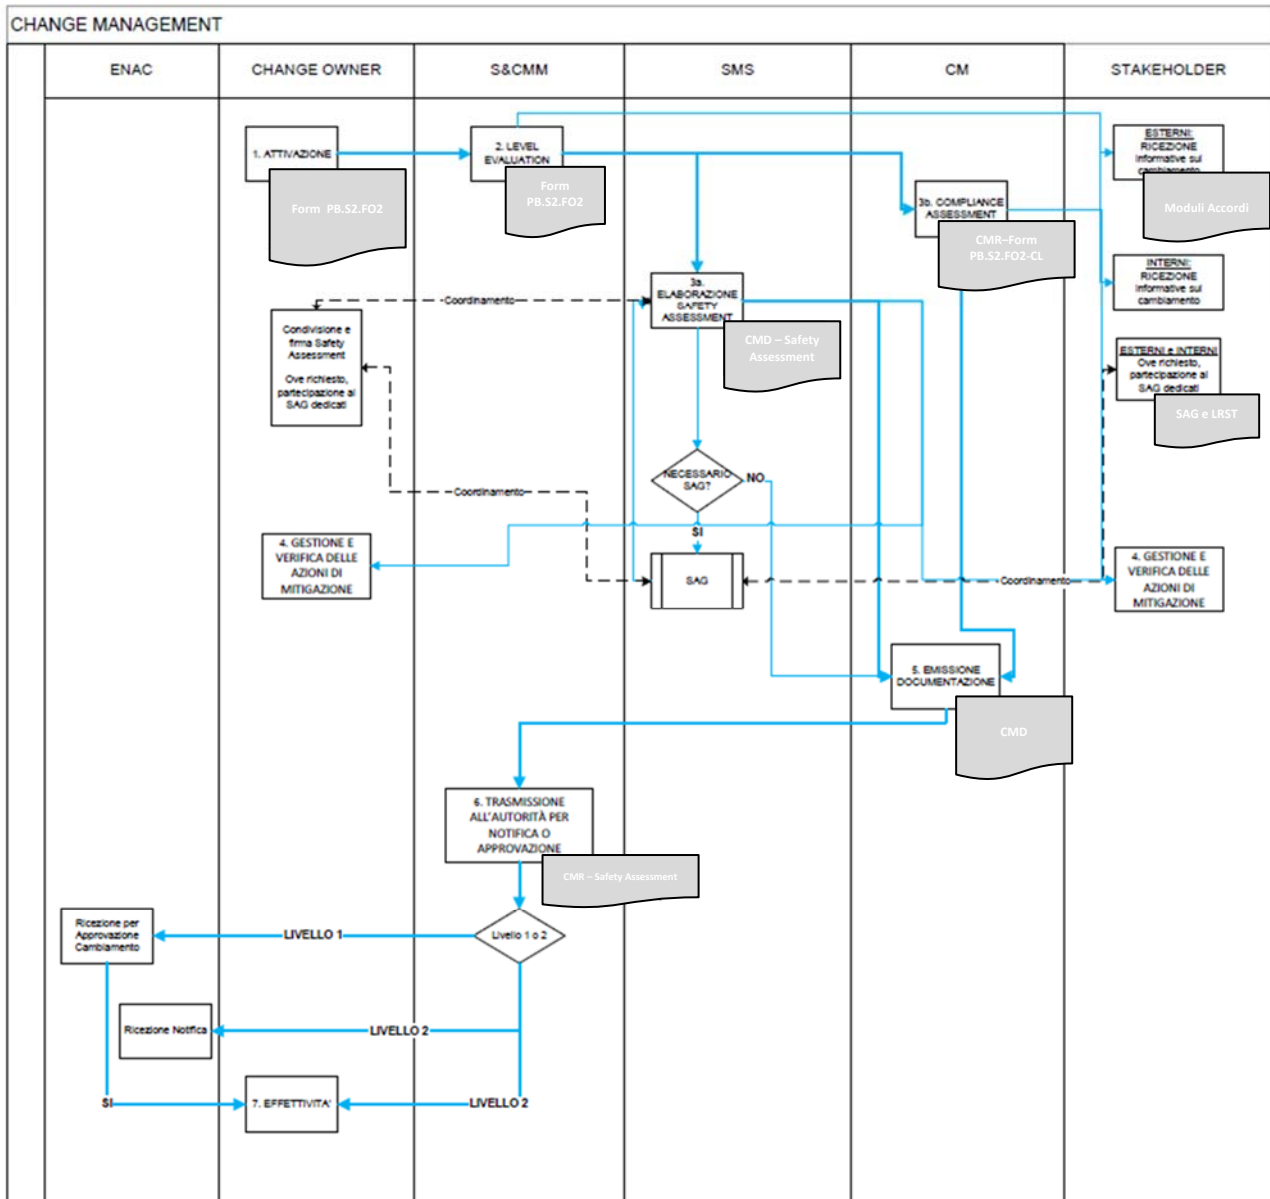 CHANGE MANAGEMENT
ENAC
CHANGE OWNER
S&CMM
SMS
CM
STAKEHOLDER
1. ATTIVAZIONE
Form PB.S2.FO2
2. LEVEL
EVALUATION
Form
PB.S2.FO2
ESTERNI:
RICEZIONE
Informative sul
cambiamento
Moduli Accordi
3b. COMPLIANCE
ASSESSMENT
CMR–Form
PB.S2.FO2-CL
INTERNI:
RICEZIONE
Informative sul
cambiamento
3a.
ELABORAZIONE
SAFETY
ASSESSMENT
CMD – Safety
Assessment
Coordinamento
Condivisione e
firma Safety
Assessment
Ove richiesto,
partecipazione ai
SAG dedicati
ESTERNI e INTERNI
Ove richiesto,
partecipazione ai
SAG dedicati
SAG e LRST
NECESSARIO
SAG?
NO
SI
Coordinamento
4. GESTIONE E
VERIFICA DELLE
AZIONI DI
MITIGAZIONE
SAG
Coordinamento
4. GESTIONE E
VERIFICA DELLE
AZIONI DI
MITIGAZIONE
5. EMISSIONE
DOCUMENTAZIONE
CMD
6. TRASMISSIONE
ALL'AUTORITÀ PER
NOTIFICA O
APPROVAZIONE
CMR – Safety Assessment
Ricezione per
Approvazione
Cambiamento
LIVELLO 1
Livello 1 o 2
Ricezione Notifica
LIVELLO 2
SI
7. EFFETTIVITA'
LIVELLO 2